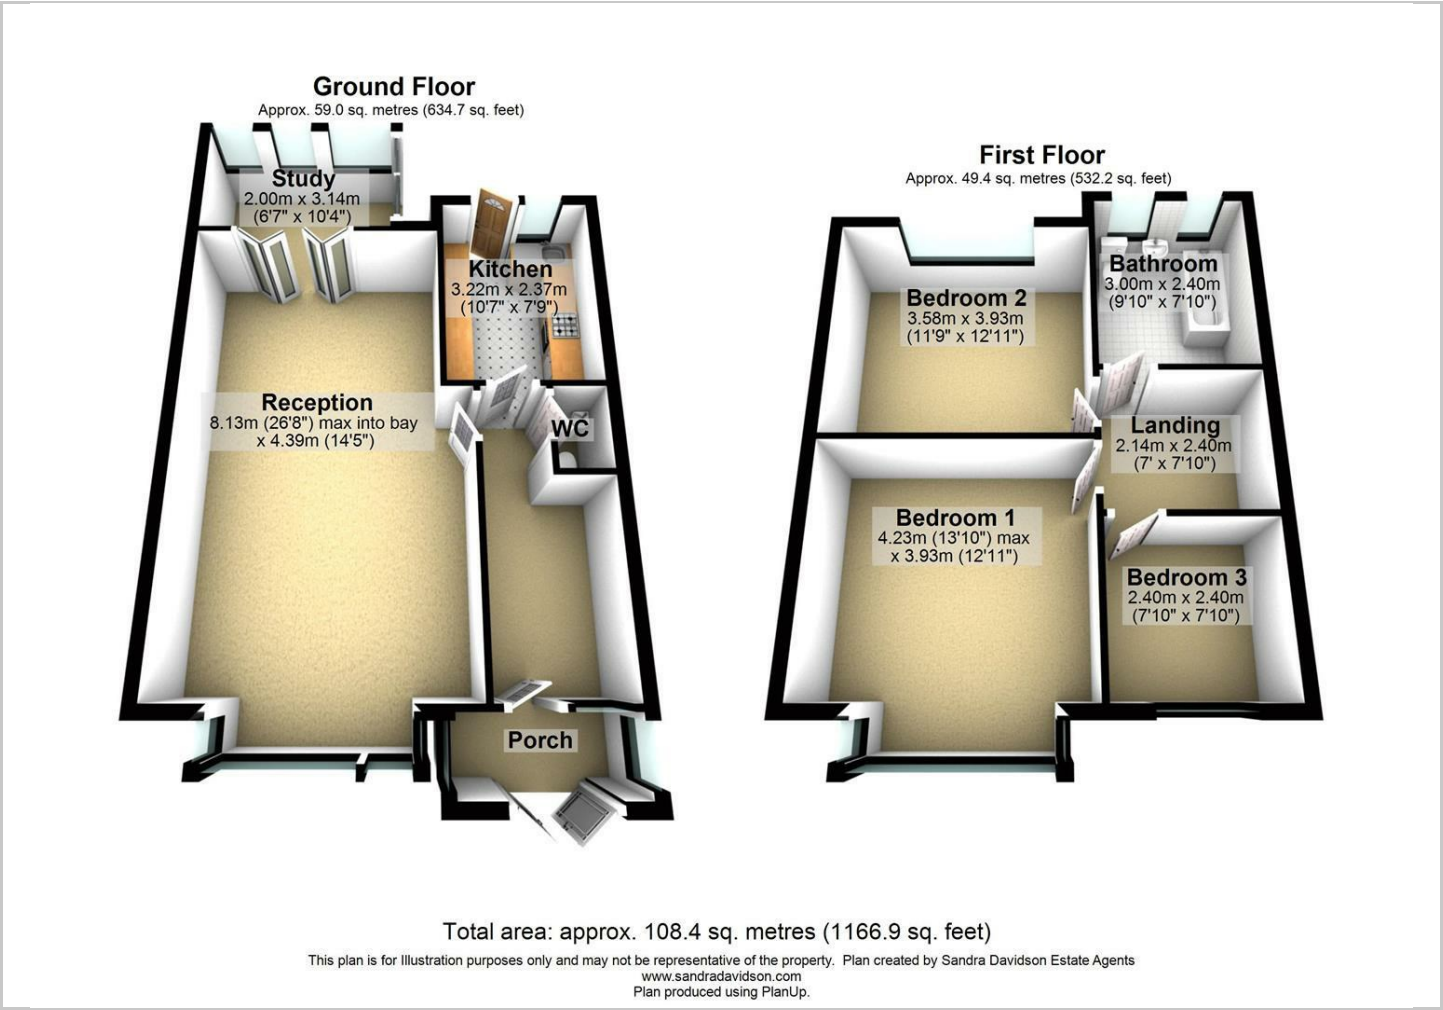 Ground Floor
Approx. 59.0 sq. metres (634.7 sq. feet)
Study
2.00m x 3.14m
(6'7" x 10'4")
Kitchen
3.22m x 2.37m
(10'7" x 7'9")
Reception
8.13m (26'8") max into bay
x 4.39m (14'5")
WC
Porch
First Floor
Approx. 49.4 sq. metres (532.2 sq. feet)
Bathroom
3.00m x 2.40m
(9'10" x 7'10")
Bedroom 2
3.58m x 3.93m
(11'9" x 12'11")
Landing
2.14m x 2.40m
(7' x 7'10")
Bedroom 1
4.23m (13'10") max
x 3.93m (12'11")
Bedroom 3
2.40m x 2.40m
(7'10" x 7'10")
Total area: approx. 108.4 sq. metres (1166.9 sq. feet)
This plan is for Illustration purposes only and may not be representative of the property.  Plan created by Sandra Davidson Estate Agents
www.sandradavidson.com
Plan produced using PlanUp.